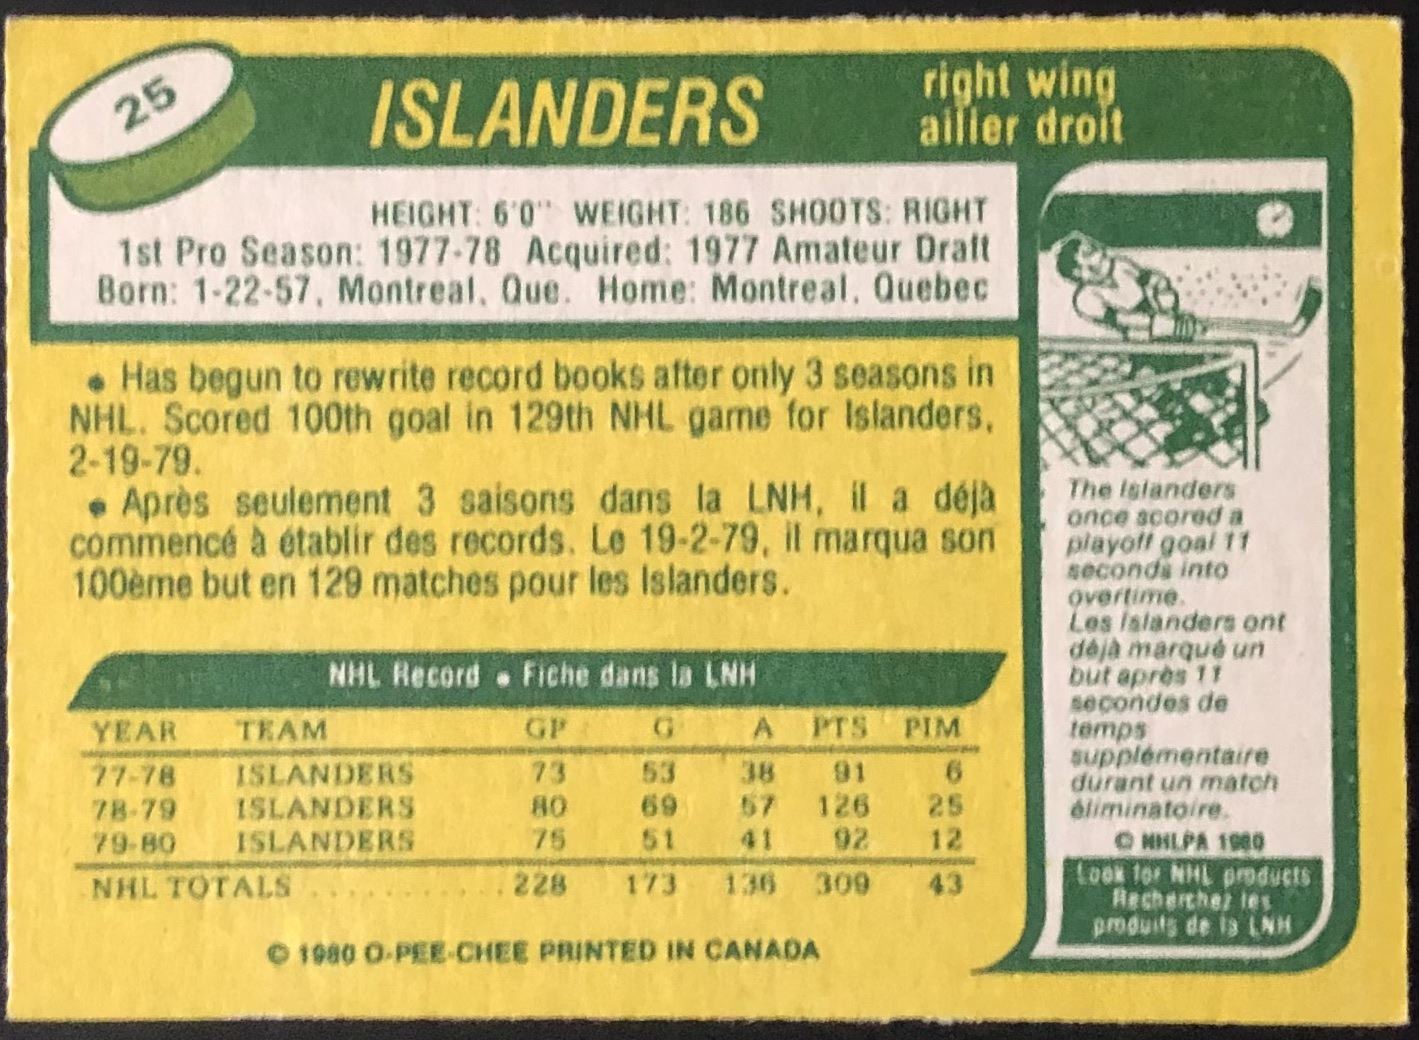 25
ISLANDERS
right wing
ailier droit
HEIGHT: 6'0" WEIGHT: 186 SHOOTS: RIGHT
1st Pro Season: 1977-78 Acquired: 1977 Amateur Draft
Born: 1-22-57, Montreal, Que. Home: Montreal, Quebec
• Has begun to rewrite record books after only 3 seasons in
NHL. Scored 100th goal in 129th NHL game for Islanders,
2-19-79.
• Après seulement 3 saisons dans la LNH, il a déjà
commencé à établir des records. Le 19-2-79, il marqua son
100ème but en 129 matches pour les Islanders.
NHL Record • Fiche dans la LNH
YEAR TEAM GP G A PTS PIM
77-78 ISLANDERS 73 53 38 91 6
78-79 ISLANDERS 80 69 57 126 25
79-80 ISLANDERS 75 51 41 92 12
NHL TOTALS .......... 228 173 136 309 43
© 1980 O-PEE-CHEE PRINTED IN CANADA
The Islanders
once scored a
playoff goal 11
seconds into
overtime.
Les Islanders ont
déjà marqué un
but après 11
secondes de
temps
supplémentaire
durant un match
éliminatoire.
© NHLPA 1980
Look for NHL products
Recherchez les
produits de la LNH